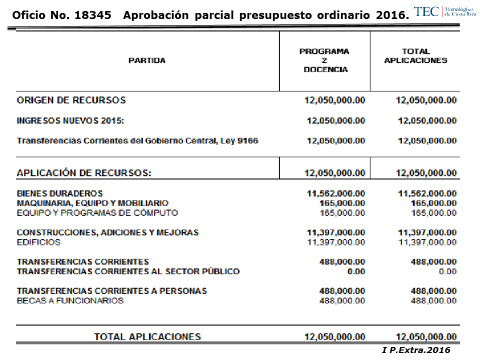 Oficio No. 18345 Aprobación parcial presupuesto ordinario 2016.
TEC Tecnológico de Costa Rica
PARTIDA PROGRAMA 2 DOCENCIA TOTAL APLICACIONES
ORIGEN DE RECURSOS 12,050,000.00 12,050,000.00
INGRESOS NUEVOS 2015: 12,050,000.00 12,050,000.00
Transferencias Corrientes del Gobierno Central, Ley 9166 12,050,000.00 12,050,000.00
APLICACIÓN DE RECURSOS: 12,050,000.00 12,050,000.00
BIENES DURADEROS 11,562,000.00 11,562,000.00
MAQUINARIA, EQUIPO Y MOBILIARIO 165,000.00 165,000.00
EQUIPO Y PROGRAMAS DE CÓMPUTO 165,000.00 165,000.00
CONSTRUCCIONES, ADICIONES Y MEJORAS 11,397,000.00 11,397,000.00
EDIFICIOS 11,397,000.00 11,397,000.00
TRANSFERENCIAS CORRIENTES 488,000.00 488,000.00
TRANSFERENCIAS CORRIENTES AL SECTOR PÚBLICO 0.00 0.00
TRANSFERENCIAS CORRIENTES A PERSONAS 488,000.00 488,000.00
BECAS A FUNCIONARIOS 488,000.00 488,000.00
TOTAL APLICACIONES 12,050,000.00 12,050,000.00
I P.Extra.2016